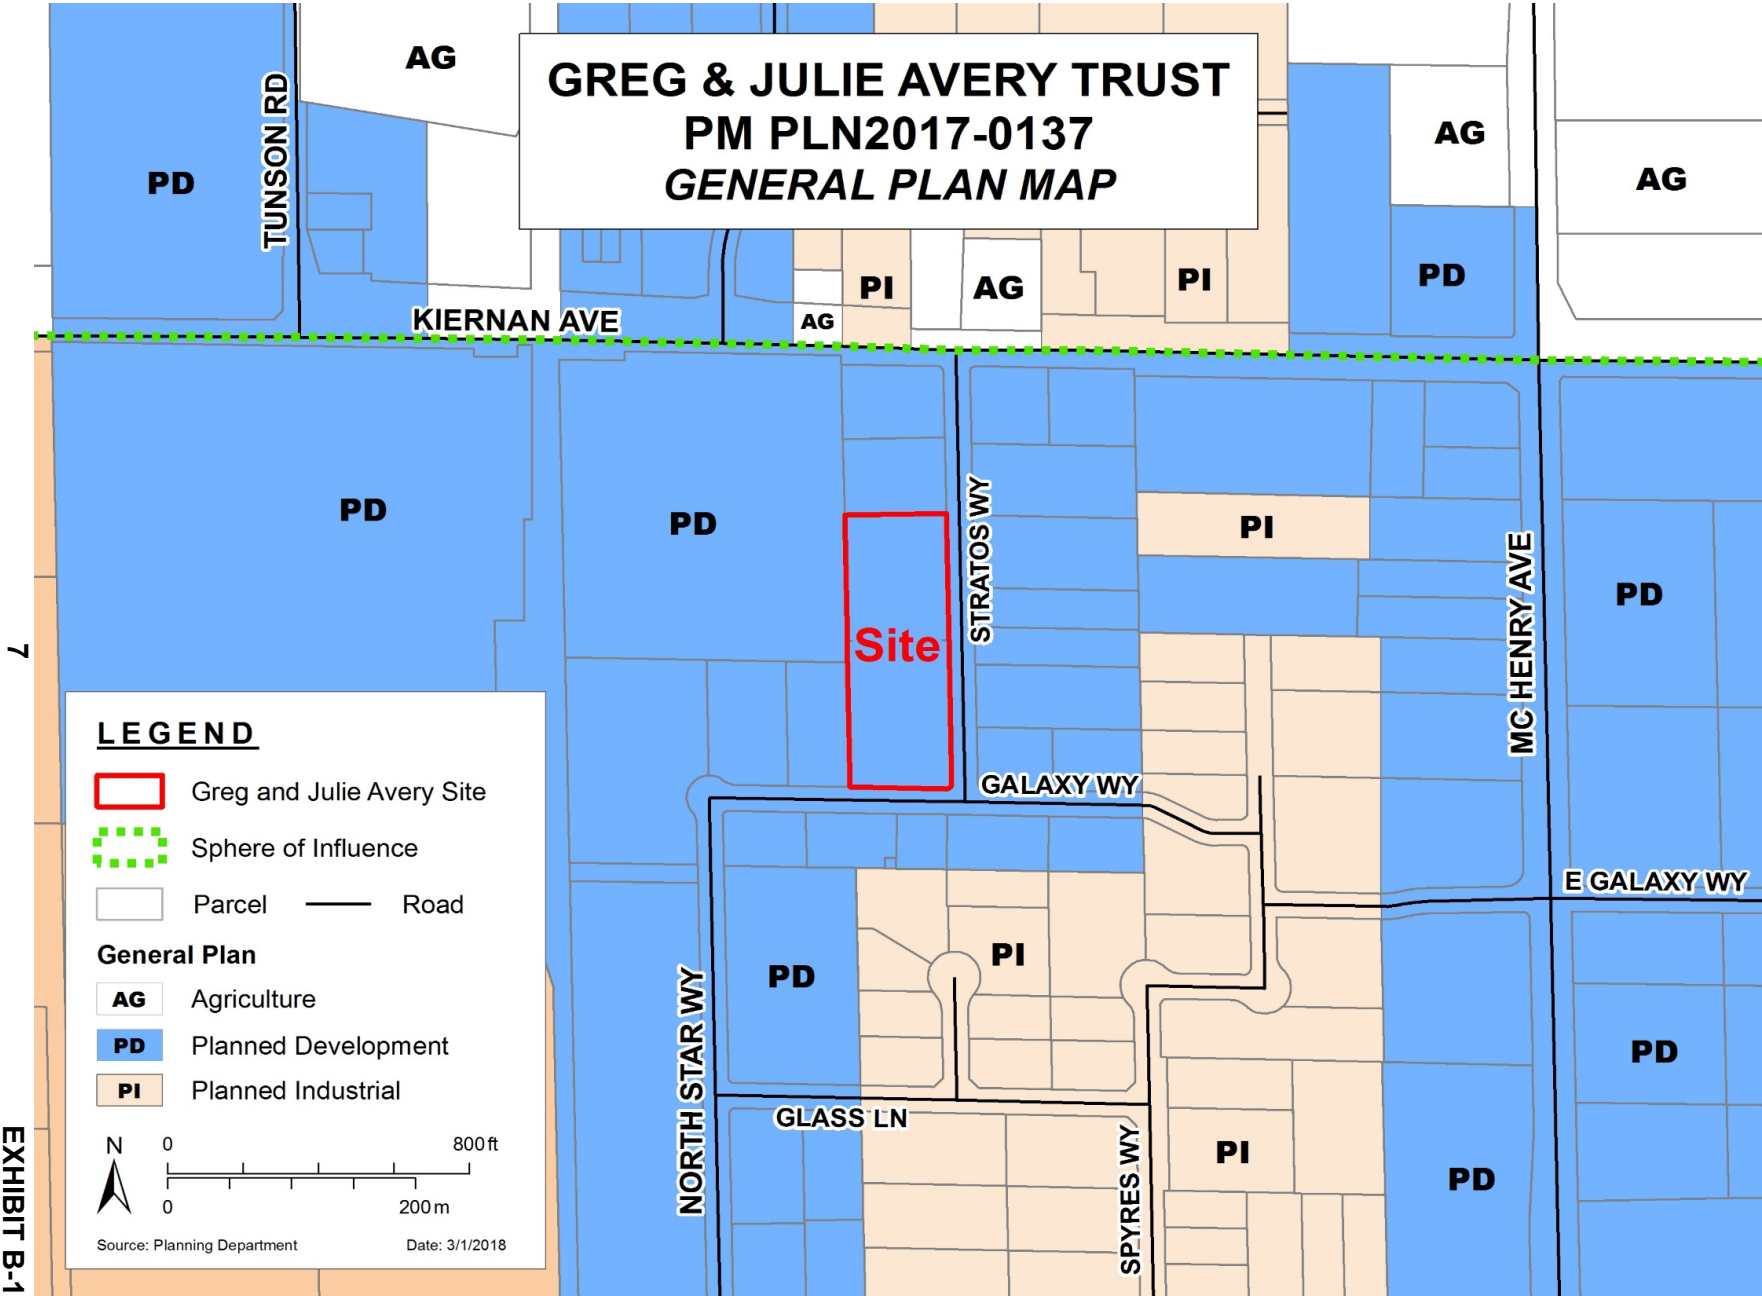 GREG & JULIE AVERY TRUST
PM PLN2017-0137
GENERAL PLAN MAP
AG
AG
AG
PD
TUNSON RD
PI
AG
PI
PD
AG
KIERNAN AVE
PD
PD
STRATOS WY
PI
MC HENRY AVE
PD
Site
GALAXY WY
E GALAXY WY
PD
PI
NORTH STAR WY
PD
GLASS LN
SPYRES WY
PI
PD
LEGEND
Greg and Julie Avery Site
Sphere of Influence
Parcel
Road
General Plan
AG Agriculture
PD Planned Development
PI Planned Industrial
N
0 800 ft
0 200 m
Source: Planning Department Date: 3/1/2018
7
EXHIBIT B-1